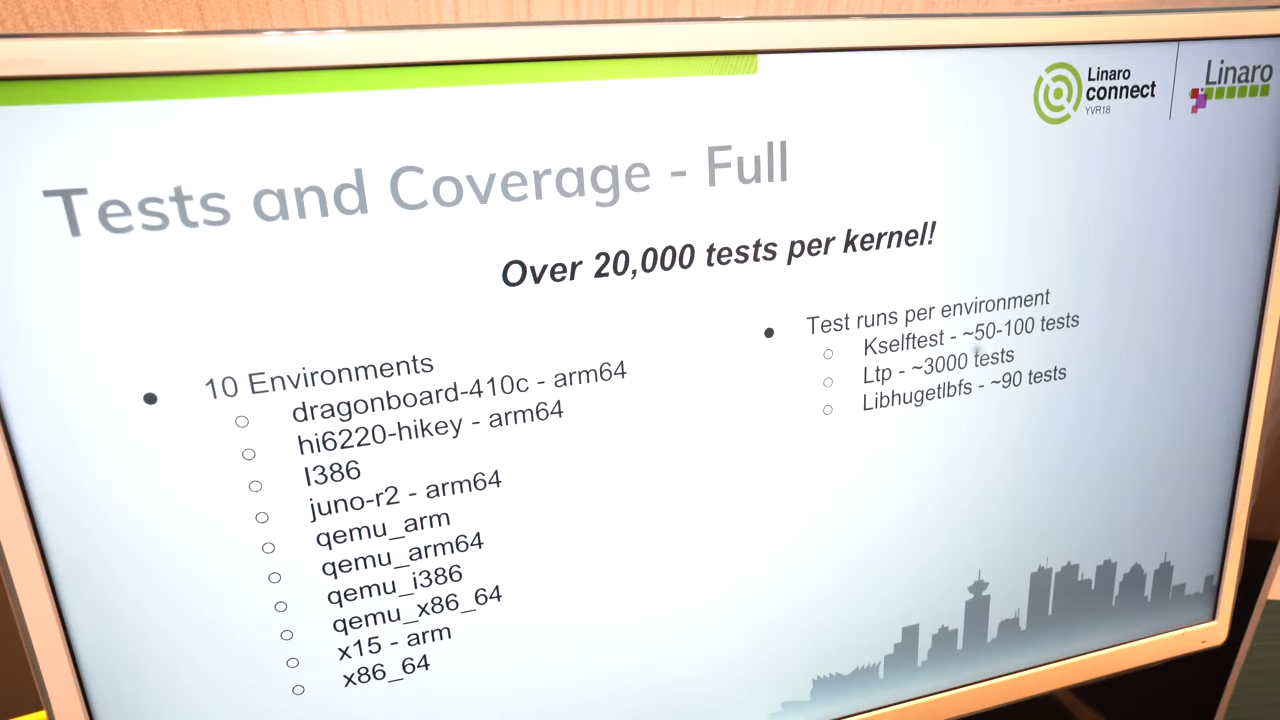 Linaro
connect
YVR18
Linaro
Tests and Coverage - Full
Over 20,000 tests per kernel!
10 Environments
dragonboard-410c - arm64
hi6220-hikey - arm64
I386
juno-r2 - arm64
qemu_arm
qemu_arm64
qemu_i386
qemu_x86_64
x15 - arm
x86_64
Test runs per environment
Kselftest - ~50-100 tests
Ltp - ~3000 tests
Libhugetlbfs - ~90 tests